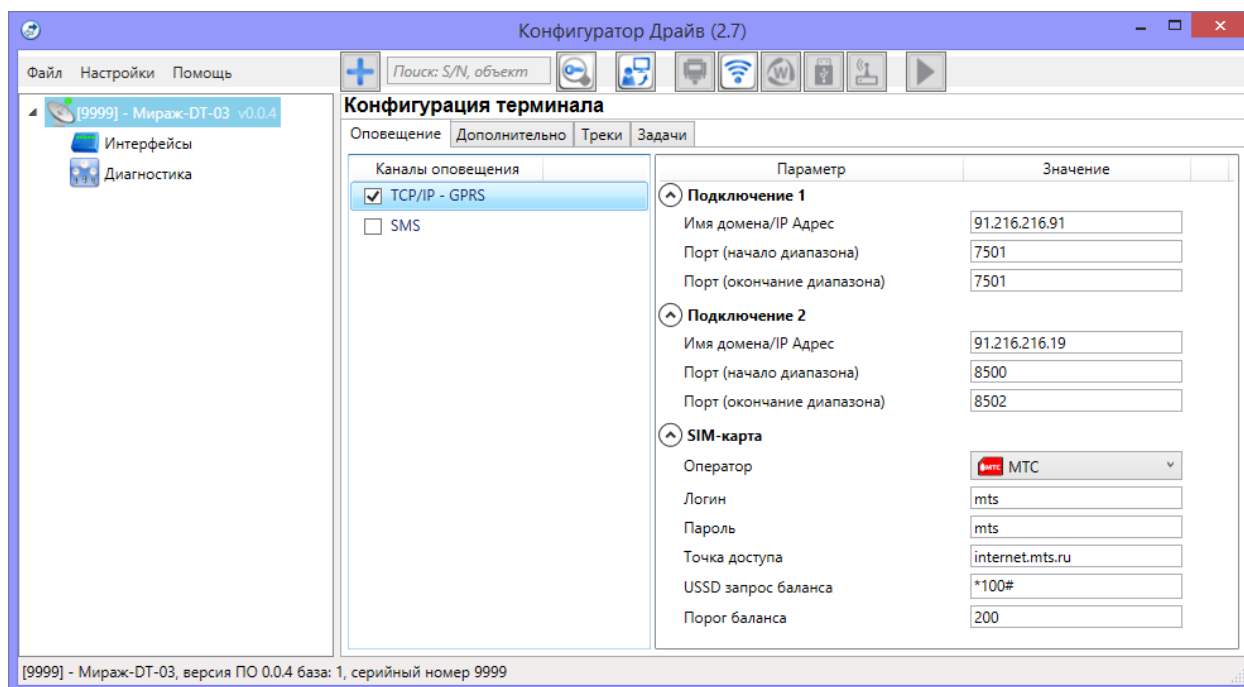 Конфигуратор Драйв (2.7)
Файл Настройки Помощь
Поиск: S/N, объект
[9999] - Мираж-DT-03 v0.0.4
Интерфейсы
Диагностика
Конфигурация терминала
Оповещение Дополнительно Треки Задачи
Каналы оповещения
TCP/IP - GPRS
SMS
Параметр Значение
Подключение 1
Имя домена/IP Адрес 91.216.216.91
Порт (начало диапазона) 7501
Порт (окончание диапазона) 7501
Подключение 2
Имя домена/IP Адрес 91.216.216.19
Порт (начало диапазона) 8500
Порт (окончание диапазона) 8502
SIM-карта
Оператор МТС
Логин mts
Пароль mts
Точка доступа internet.mts.ru
USSD запрос баланса *100#
Порог баланса 200
[9999] - Мираж-DT-03, версия ПО 0.0.4 база: 1, серийный номер 9999